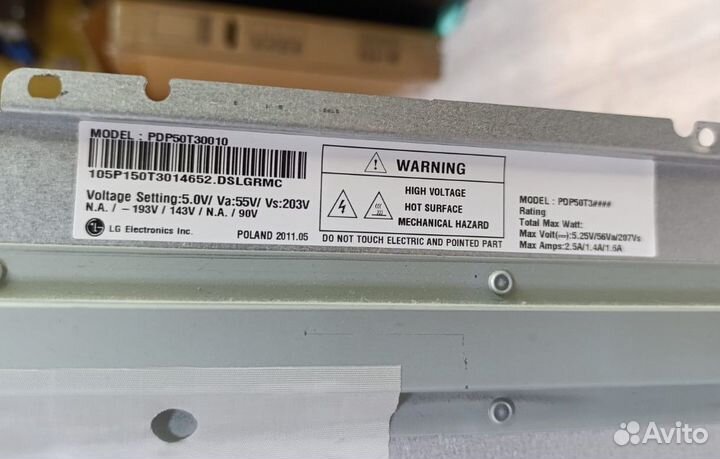 MODEL : PDP50T30010
105P150T3014652.DSLGRMC
Voltage Setting:5.0V/ Va:55V/ Vs:203V
N.A. / -193V / 143V / N.A. / 90V
LG Electronics Inc.
POLAND 2011.05
WARNING
HIGH VOLTAGE
HOT SURFACE
MECHANICAL HAZARD
DO NOT TOUCH ELECTRIC AND POINTED PART
MODEL : PDP50T3####
Rating
Total Max Watt:
Max Volt(⎓):5.25V/56Va/207Vs
Max Amps:2.5A/1.4A/1.6A
Avito